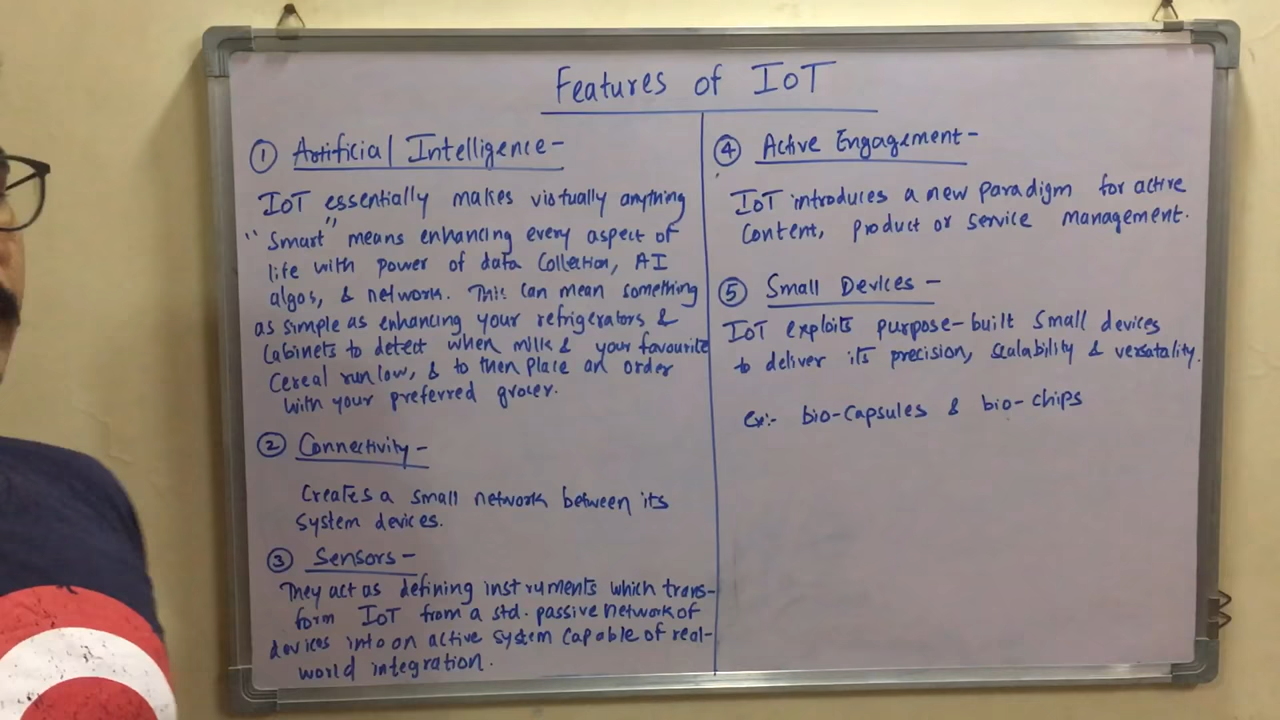 Features of IoT
① Artificial Intelligence-
IoT essentially makes virtually anything
"Smart" means enhancing every aspect of
life with power of data Collection, AI
algos, & network. This can mean something
as simple as enhancing your refrigerators &
Cabinets to detect when milk & your favourite
Cereal run low, & to then Place an order
with your preferred grocer.
② Connectivity-
Creates a small network between its
system devices.
③ Sensors-
They act as defining instruments which trans-
form IoT from a std. passive network of
devices into on active system capable of real-
world integration.
④ Active Engagement-
IoT introduces a new paradigm for active
Content, product or service management.
⑤ Small Devices-
IoT exploits purpose-built Small devices
to deliver its precision, scalability & versatality.
Ex:- bio-Capsules & bio-chips